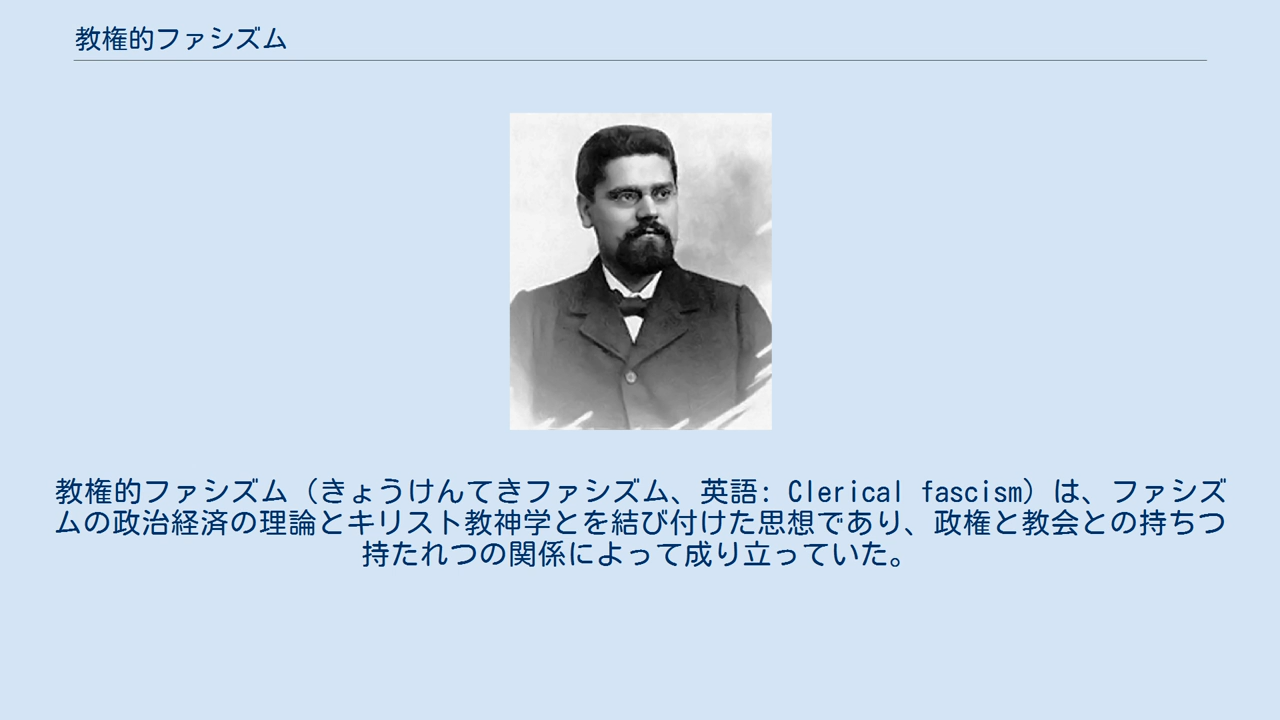 教権的ファシズム
教権的ファシズム（きょうけんてきファシズム、英語: Clerical fascism）は、ファシズ
ムの政治経済の理論とキリスト教神学とを結び付けた思想であり、政権と教会との持ちつ
持たれつの関係によって成り立っていた。